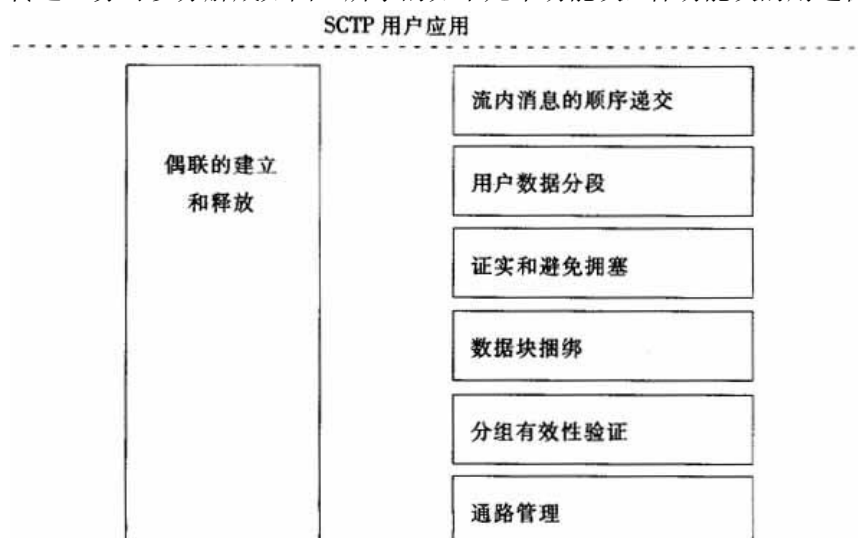 SCTP 用户应用
偶联的建立
和释放
流内消息的顺序递交
用户数据分段
证实和避免拥塞
数据块捆绑
分组有效性验证
通路管理